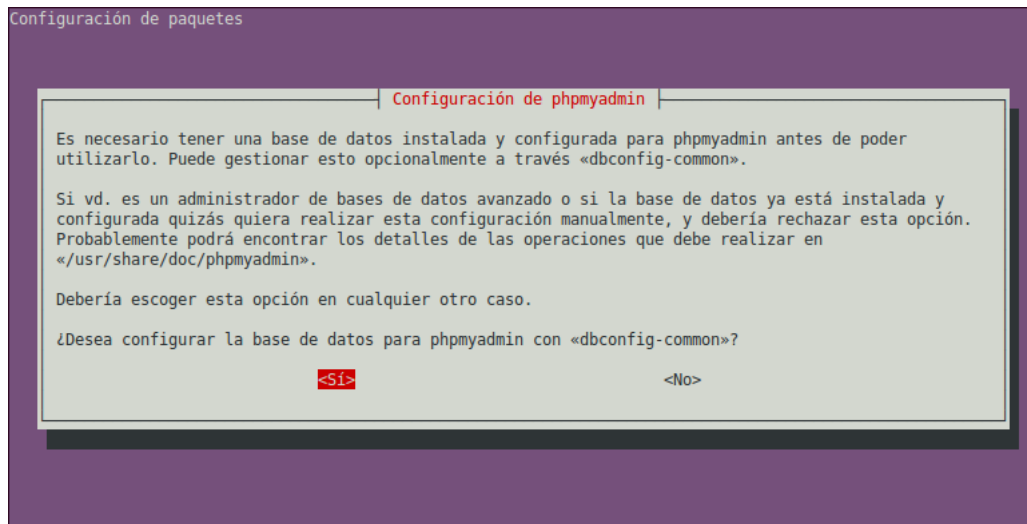 Configuración de paquetes
Configuración de phpmyadmin
Es necesario tener una base de datos instalada y configurada para phpmyadmin antes de poder
utilizarlo. Puede gestionar esto opcionalmente a través «dbconfig-common».
Si vd. es un administrador de bases de datos avanzado o si la base de datos ya está instalada y
configurada quizás quiera realizar esta configuración manualmente, y debería rechazar esta opción.
Probablemente podrá encontrar los detalles de las operaciones que debe realizar en
«/usr/share/doc/phpmyadmin».
Debería escoger esta opción en cualquier otro caso.
¿Desea configurar la base de datos para phpmyadmin con «dbconfig-common»?
<Sí> <No>